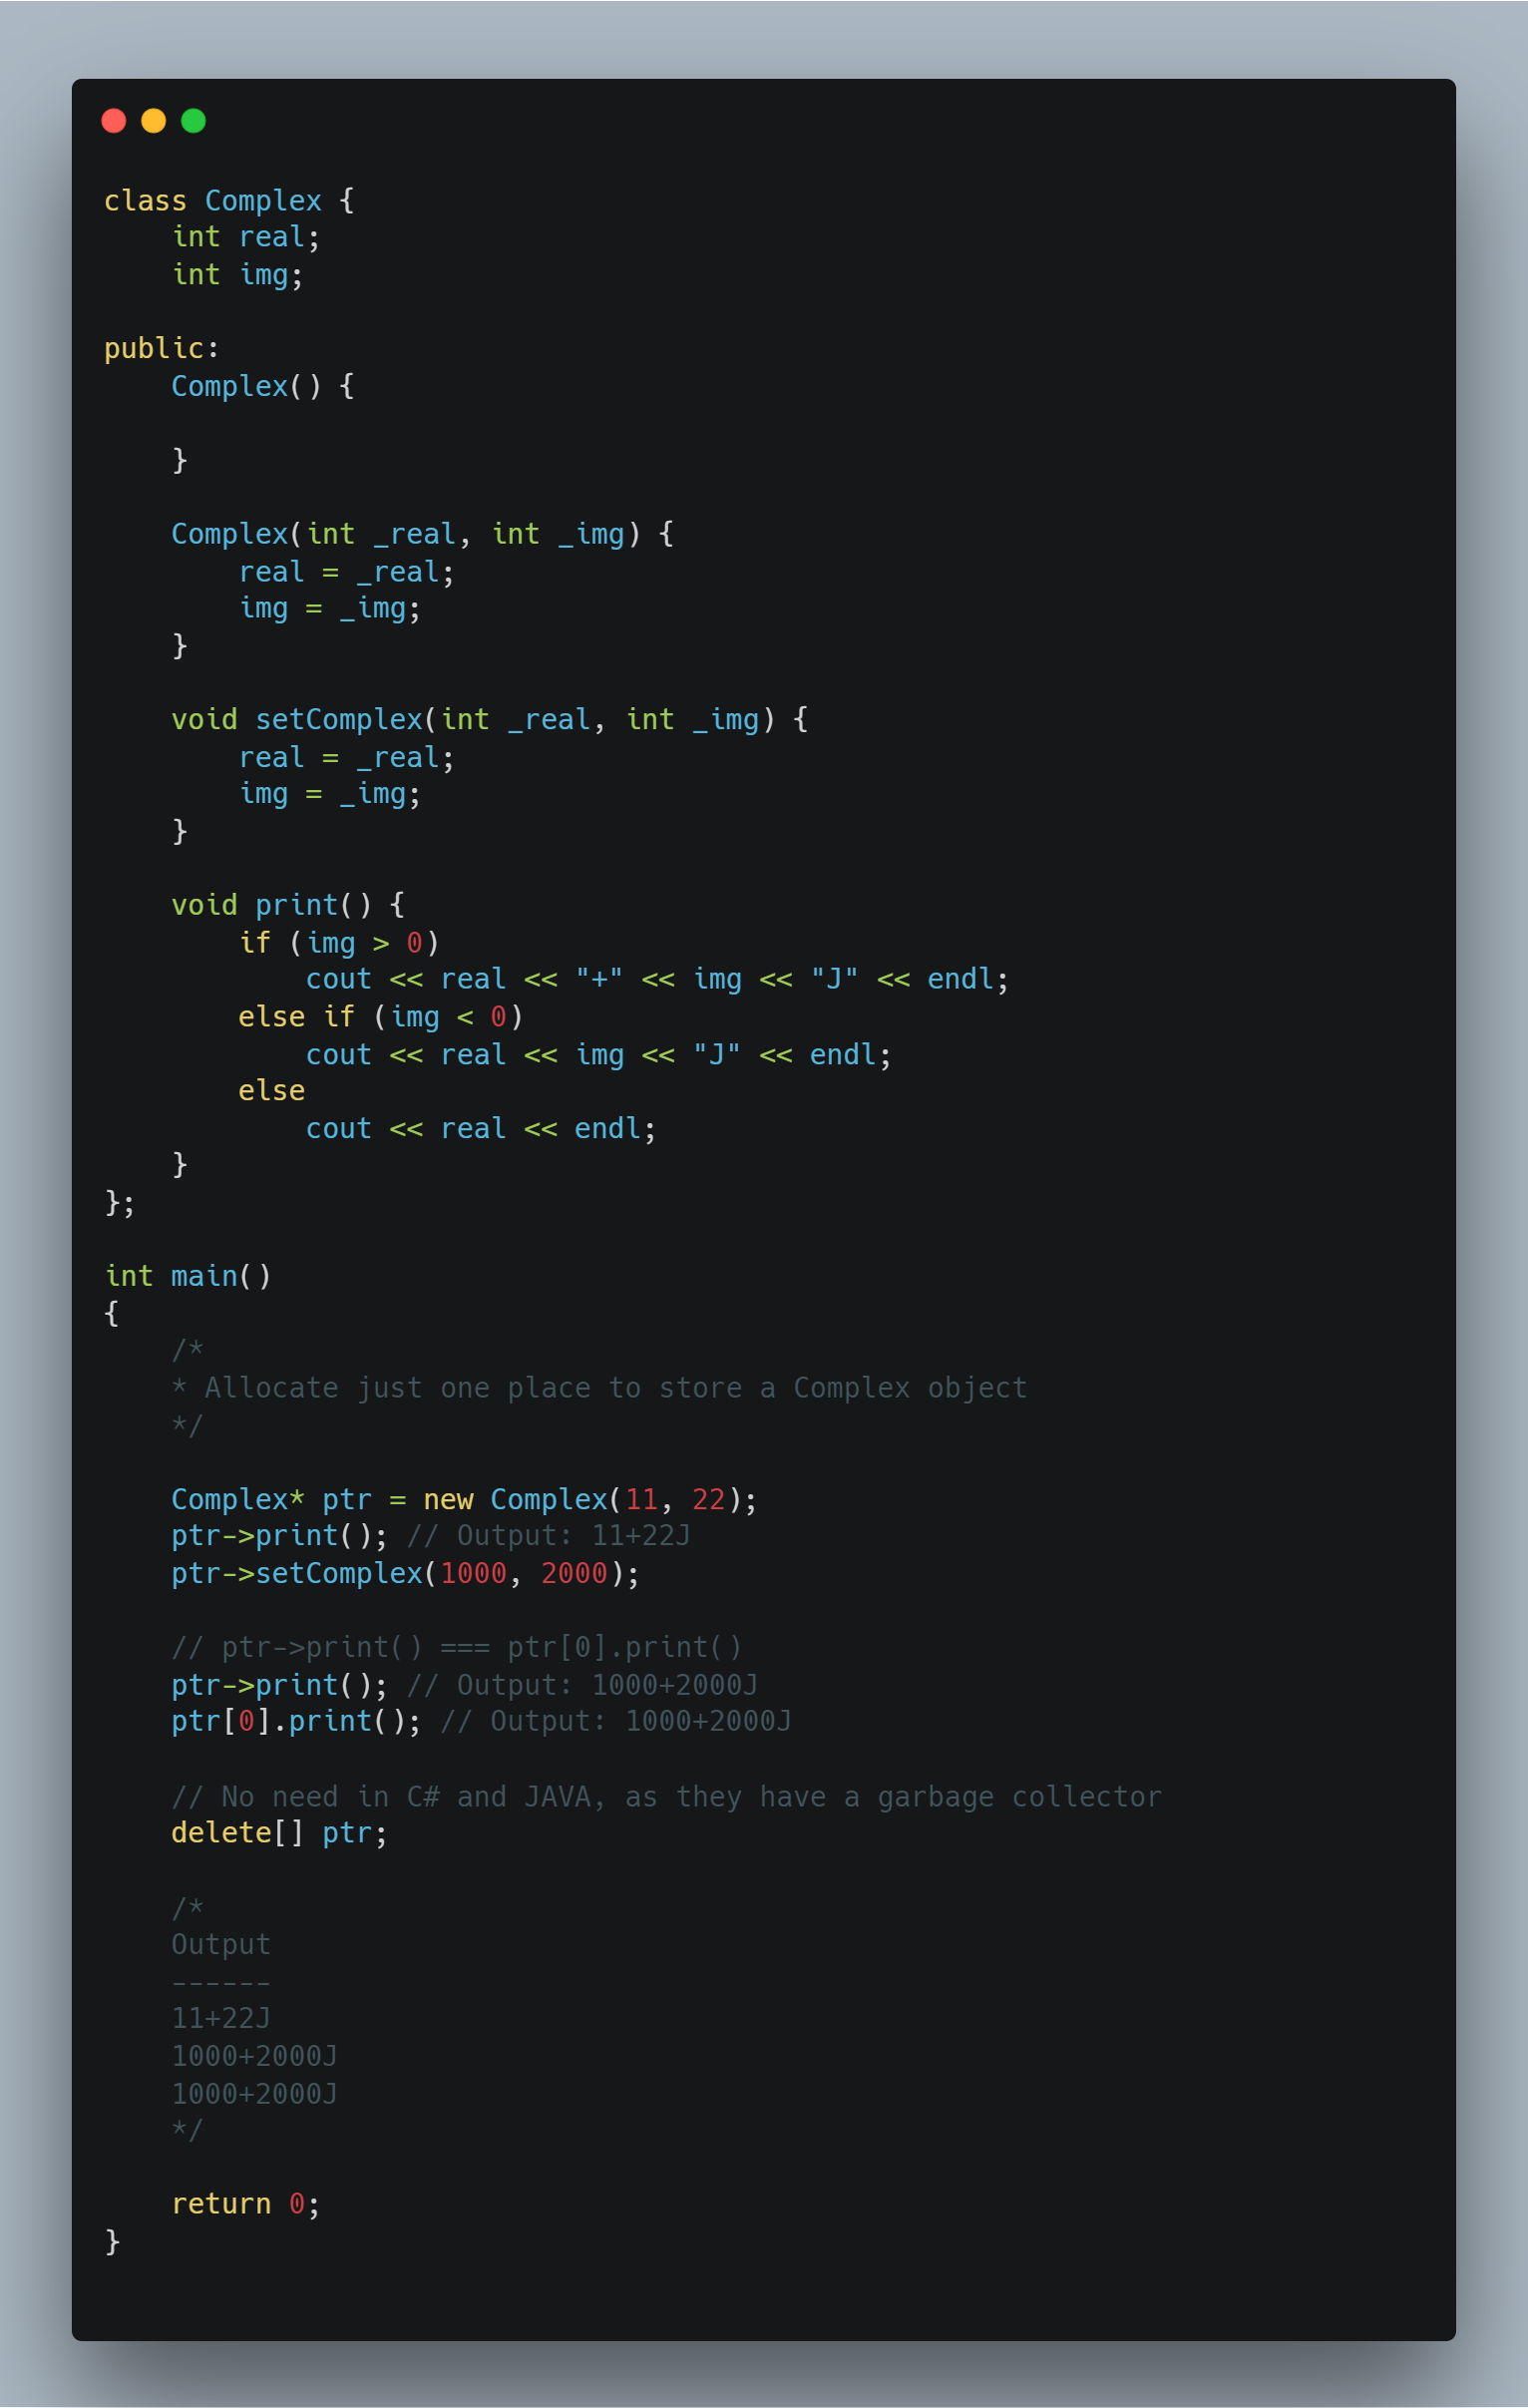 class Complex {
    int real;
    int img;

public:
    Complex() {

    }

    Complex(int _real, int _img) {
        real = _real;
        img = _img;
    }

    void setComplex(int _real, int _img) {
        real = _real;
        img = _img;
    }

    void print() {
        if (img > 0)
            cout << real << "+" << img << "J" << endl;
        else if (img < 0)
            cout << real << img << "J" << endl;
        else
            cout << real << endl;
    }
};

int main()
{
    /*
    * Allocate just one place to store a Complex object
    */

    Complex* ptr = new Complex(11, 22);
    ptr->print(); // Output: 11+22J
    ptr->setComplex(1000, 2000);

    // ptr->print() === ptr[0].print()
    ptr->print(); // Output: 1000+2000J
    ptr[0].print(); // Output: 1000+2000J

    // No need in C# and JAVA, as they have a garbage collector
    delete[] ptr;

    /*
    Output
    ------
    11+22J
    1000+2000J
    1000+2000J
    */

    return 0;
}